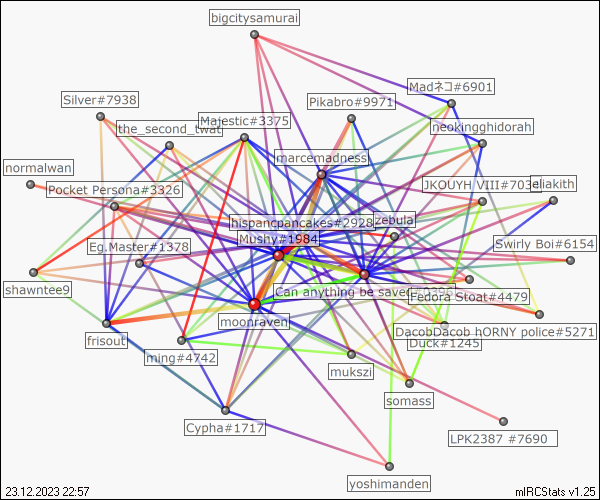 bigcitysamurai
Madネコ#6901
Silver#7938
Pikabro#9971
Majestic#3375
the_second_twat
neokingghidorah
marcemadness
normalwan
Pocket Persona#3326
JKOUYH VIII#703
eliakith
hispancpancakes#2928
zebula
Mushy#1984
Eg.Master#1378
Swirly Boi#6154
shawntee9
Can anything be saved
Fedora Stoat#4479
moonraven
frisout
DacobDacob hORNY police#5271
Duck#1245
ming#4742
mukszi
somass
Cypha#1717
LPK2387 #7690
yoshimanden
23.12.2023 22:57
mIRCStats v1.25